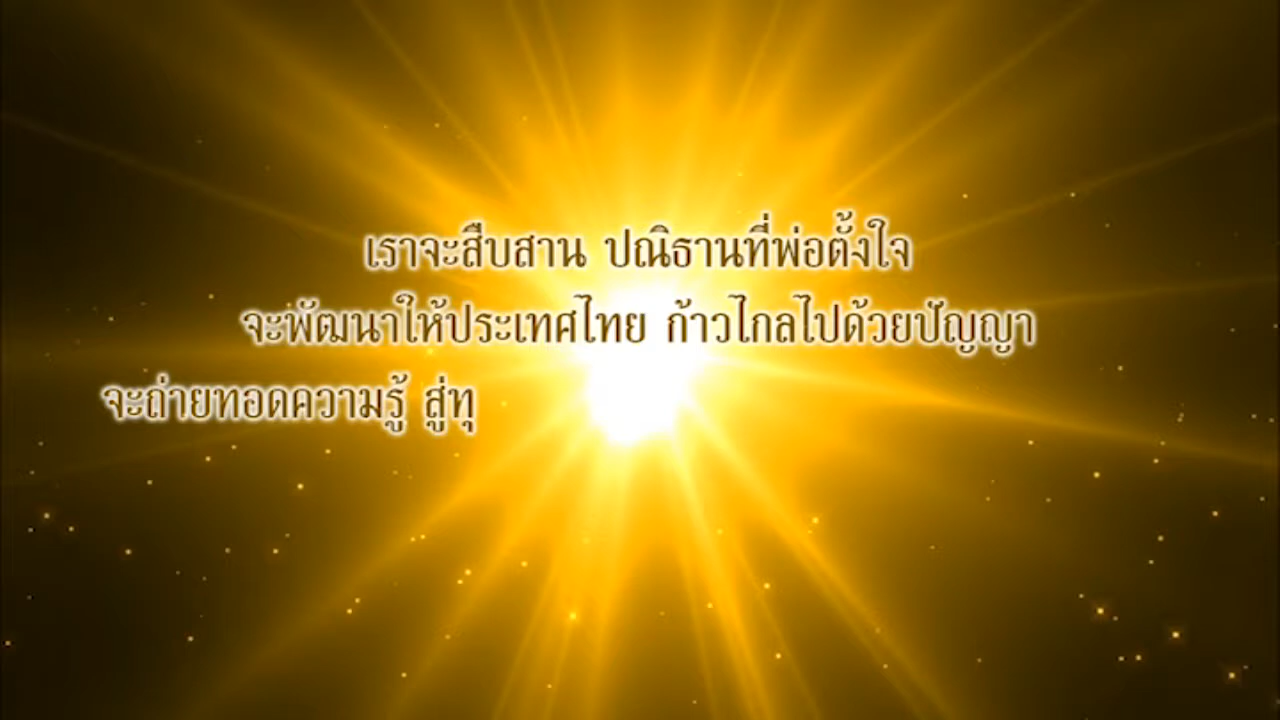 เราจะสืบสาน ปณิธานที่พ่อตั้งใจ
จะพัฒนาให้ประเทศไทย ก้าวไกลไปด้วยปัญญา
จะถ่ายทอดความรู้ สู่ทุ